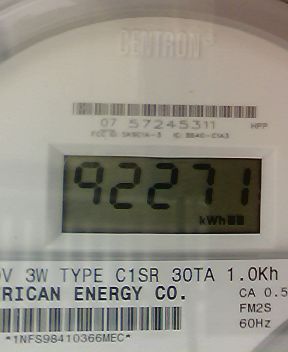 CENTRON
07 57245311 HPP
92271
kWh
V 3W TYPE C1SR 30TA 1.0Kh
RICAN ENERGY CO. CA 0.5
FM2S
60Hz
*1NFS98410366MEC*